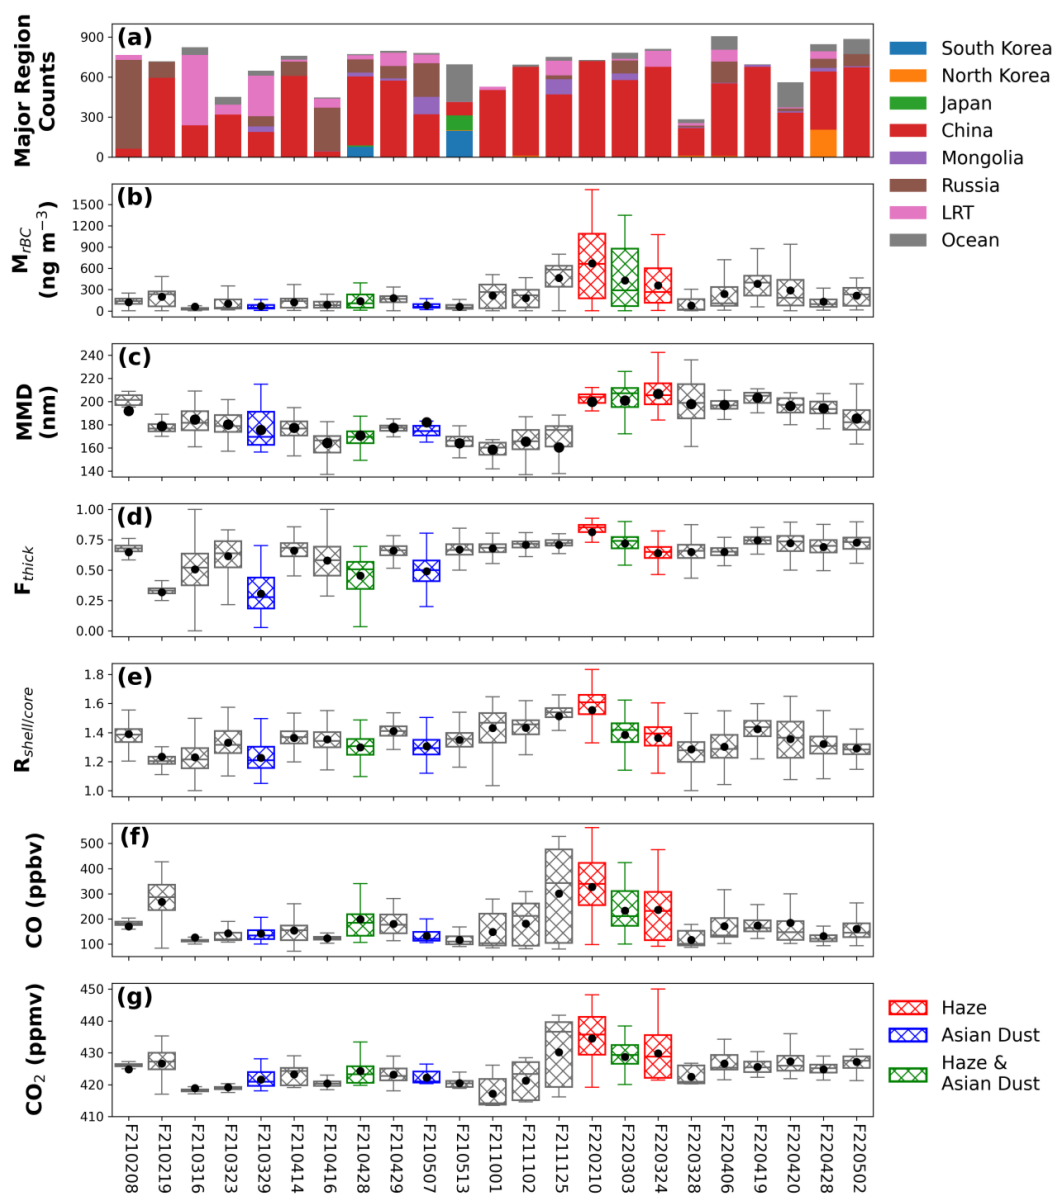 (a)
Major Region
Counts
900
600
300
0
South Korea
North Korea
Japan
China
Mongolia
Russia
LRT
Ocean
(b)
M_rBC
(ng m⁻³)
1500
1200
900
600
300
0
(c)
MMD
(nm)
240
220
200
180
160
140
(d)
F_thick
1.00
0.75
0.50
0.25
0.00
(e)
R_shell/core
1.8
1.6
1.4
1.2
1.0
(f)
CO (ppbv)
500
400
300
200
100
(g)
CO₂ (ppmv)
450
440
430
420
410
Haze
Asian Dust
Haze &
Asian Dust
F210208
F210219
F210316
F210323
F210329
F210414
F210416
F210428
F210429
F210507
F210513
F211001
F211102
F211125
F220210
F220303
F220324
F220328
F220406
F220419
F220420
F220428
F220502